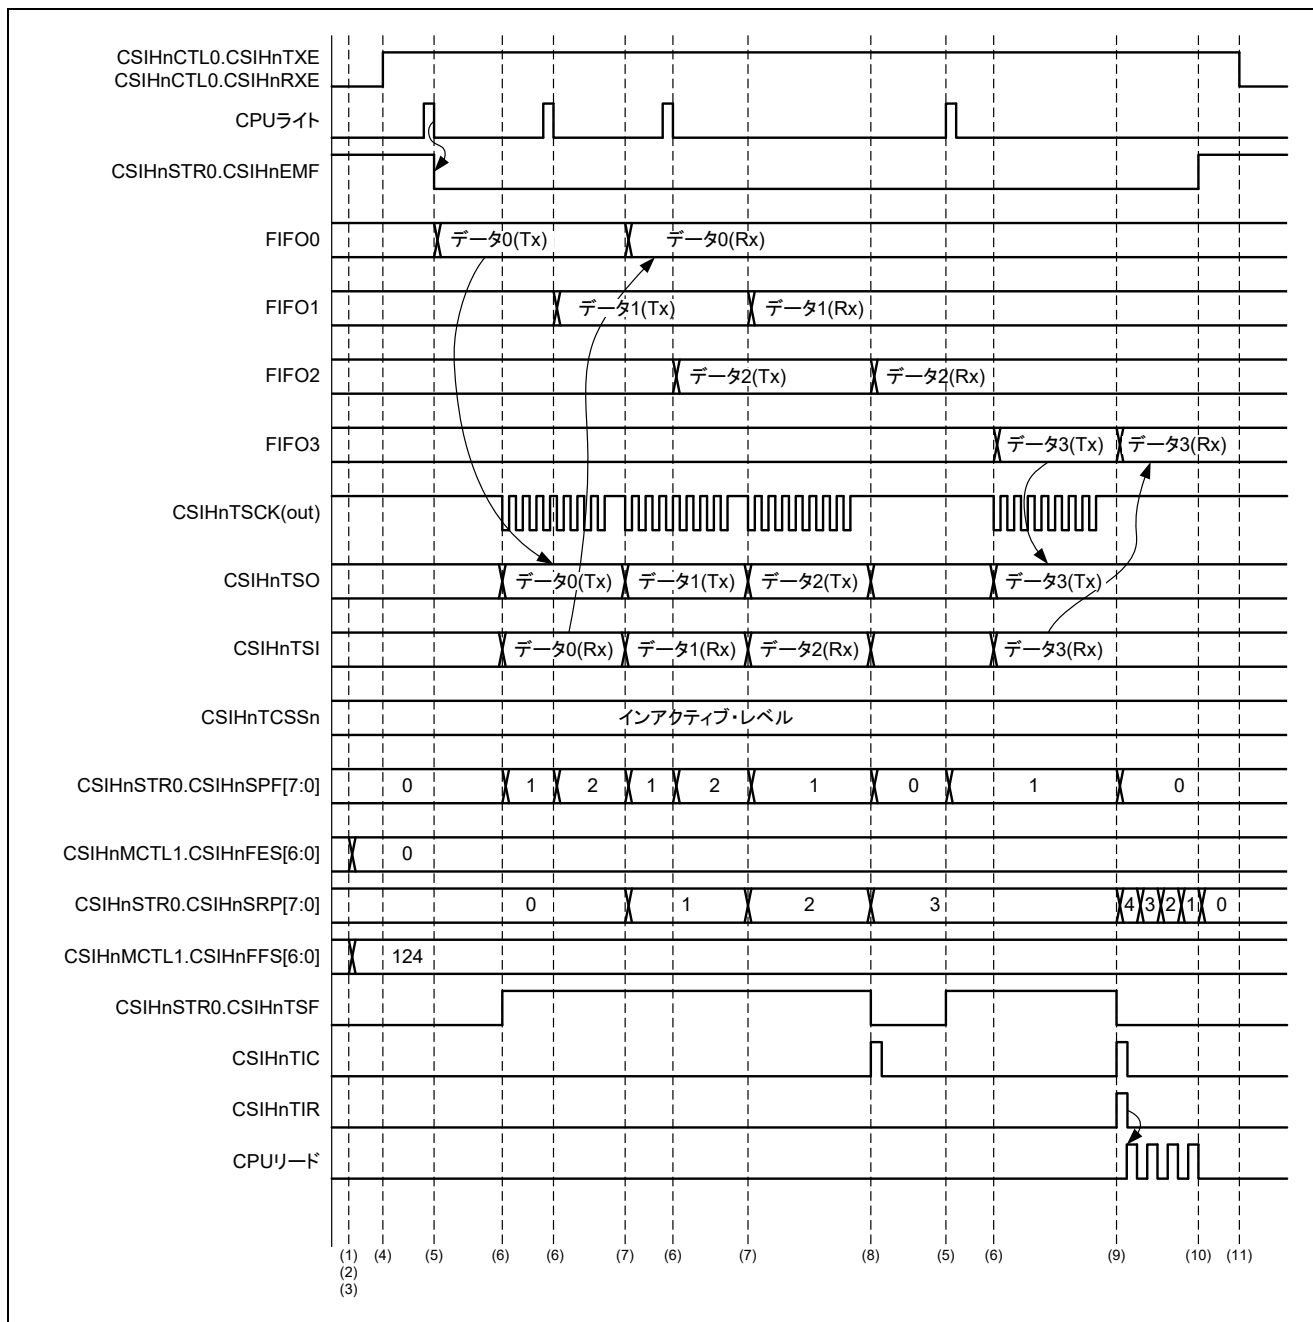 CSIHnCTL0.CSIHnTXE
CSIHnCTL0.CSIHnRXE
CPUライト
CSIHnSTR0.CSIHnEMF
FIFO0 データ0(Tx) データ0(Rx)
FIFO1 データ1(Tx) データ1(Rx)
FIFO2 データ2(Tx) データ2(Rx)
FIFO3 データ3(Tx) データ3(Rx)
CSIHnTSCK(out)
CSIHnTSO データ0(Tx) データ1(Tx) データ2(Tx) データ3(Tx)
CSIHnTSI データ0(Rx) データ1(Rx) データ2(Rx) データ3(Rx)
CSIHnTCSSn インアクティブ・レベル
CSIHnSTR0.CSIHnSPF[7:0] 0 1 2 1 2 1 0 1 0
CSIHnMCTL1.CSIHnFES[6:0] 0
CSIHnSTR0.CSIHnSRP[7:0] 0 1 2 3 4 3 2 1 0
CSIHnMCTL1.CSIHnFFS[6:0] 124
CSIHnSTR0.CSIHnTSF
CSIHnTIC
CSIHnTIR
CPUリード
(1) (4) (5) (6) (6) (7) (6) (7) (8) (5) (6) (9) (10) (11)
(2)
(3)